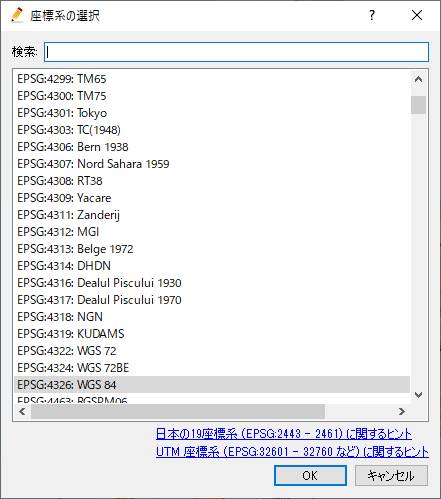 座標系の選択
検索:
EPSG:4299: TM65
EPSG:4300: TM75
EPSG:4301: Tokyo
EPSG:4303: TC(1948)
EPSG:4306: Bern 1938
EPSG:4307: Nord Sahara 1959
EPSG:4308: RT38
EPSG:4309: Yacare
EPSG:4311: Zanderij
EPSG:4312: MGI
EPSG:4313: Belge 1972
EPSG:4314: DHDN
EPSG:4316: Dealul Piscului 1930
EPSG:4317: Dealul Piscului 1970
EPSG:4318: NGN
EPSG:4319: KUDAMS
EPSG:4322: WGS 72
EPSG:4324: WGS 72BE
EPSG:4326: WGS 84
EPSG:4463: RGSPM06
日本の19座標系 (EPSG:2443 - 2461) に関するヒント
UTM 座標系 (EPSG:32601 - 32760 など) に関するヒント
OK
キャンセル